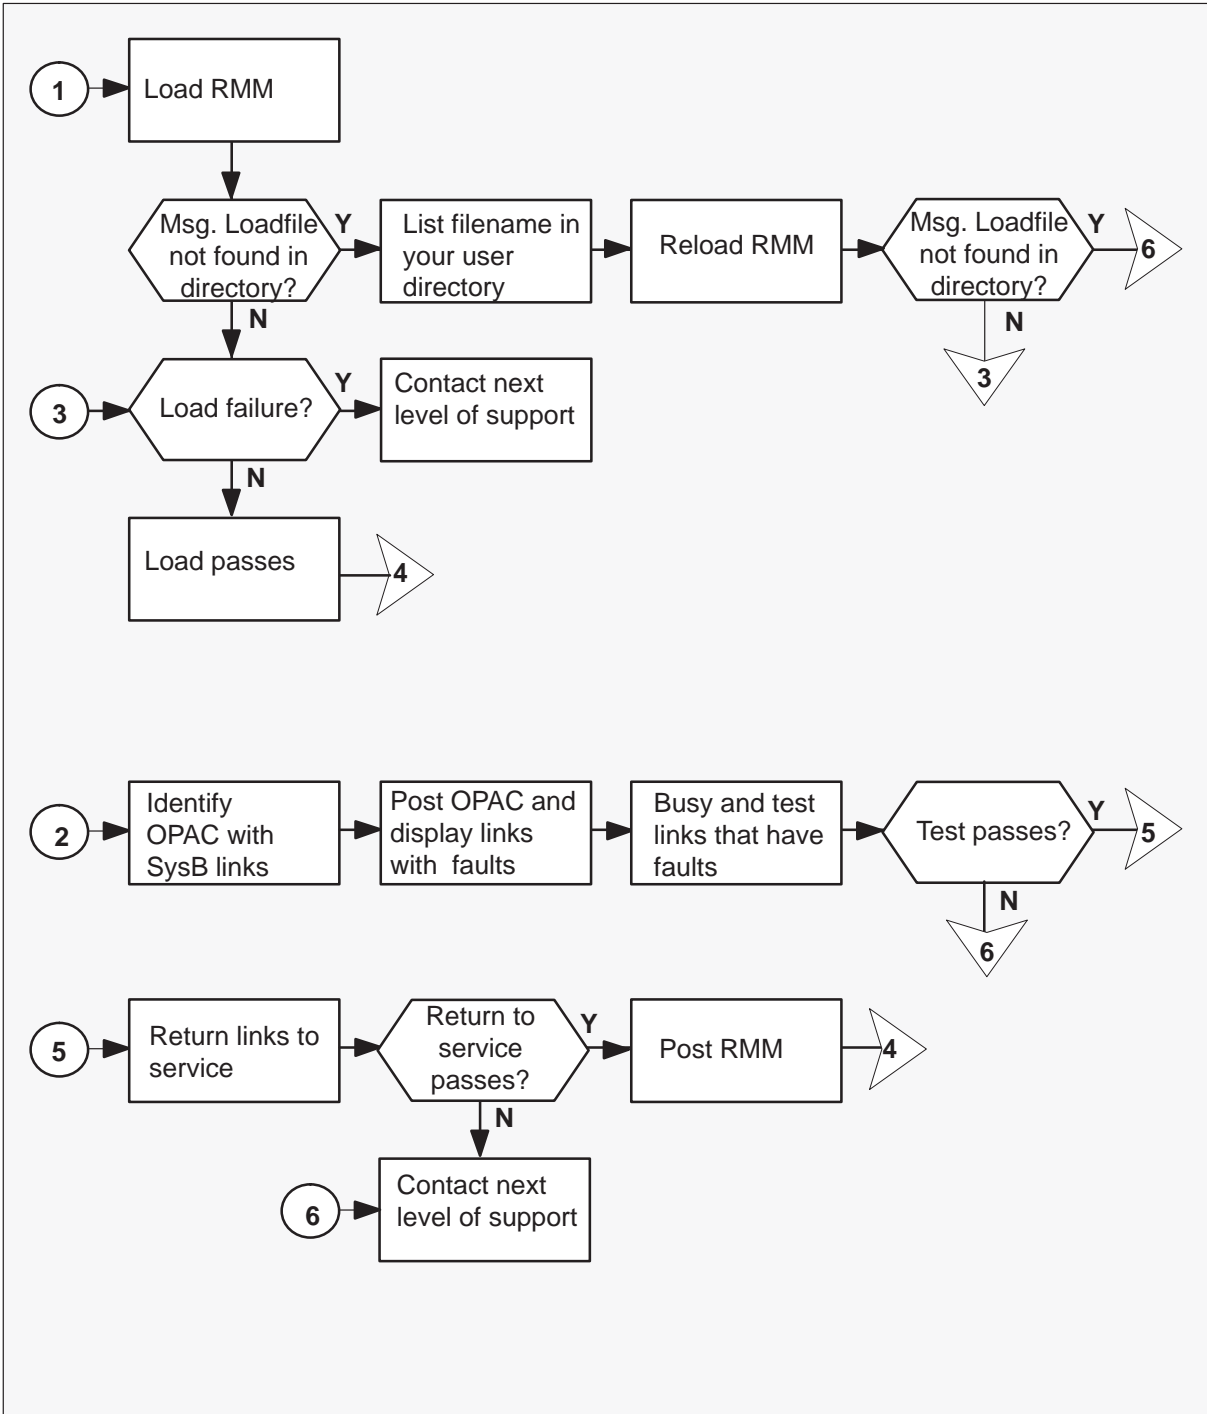 1
Load RMM
Msg. Loadfile
not found in
directory?
Y
List filename in
your user
directory
Reload RMM
Msg. Loadfile
not found in
directory?
Y
6
N
N
3
3
Load failure?
Y
Contact next
level of support
N
Load passes
4
2
Identify
OPAC with
SysB links
Post OPAC and
display links
with faults
Busy and test
links that have
faults
Test passes?
Y
5
N
6
5
Return links to
service
Return to
service
passes?
Y
Post RMM
4
N
6
Contact next
level of support